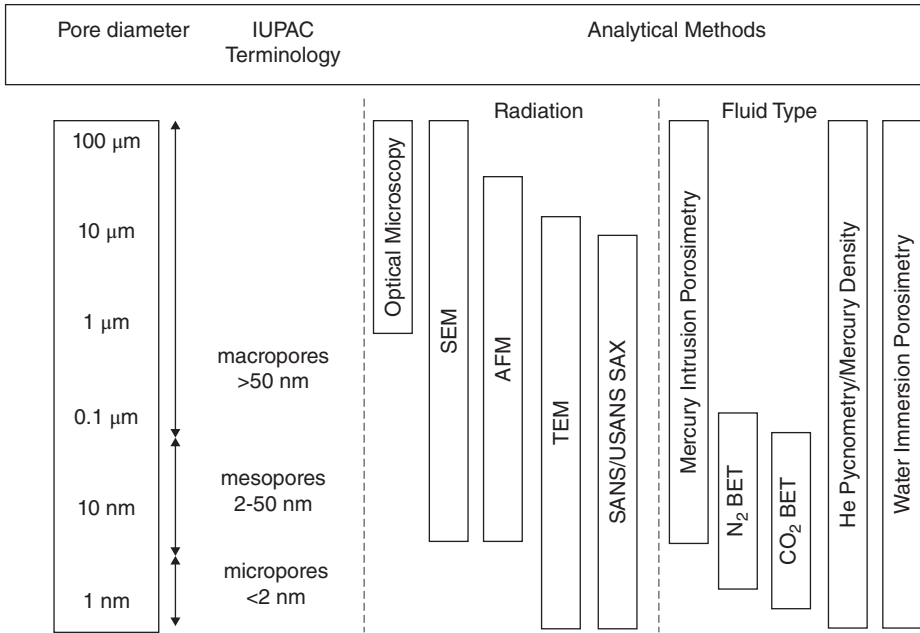 Pore diameter
IUPAC
Terminology
Analytical Methods
Radiation
Fluid Type
100 μm
10 μm
1 μm
0.1 μm
10 nm
1 nm
macropores
>50 nm
mesopores
2-50 nm
micropores
<2 nm
Optical Microscopy
SEM
AFM
TEM
SANS/USANS SAX
Mercury Intrusion Porosimetry
N₂ BET
CO₂ BET
He Pycnometry/Mercury Density
Water Immersion Porosimetry